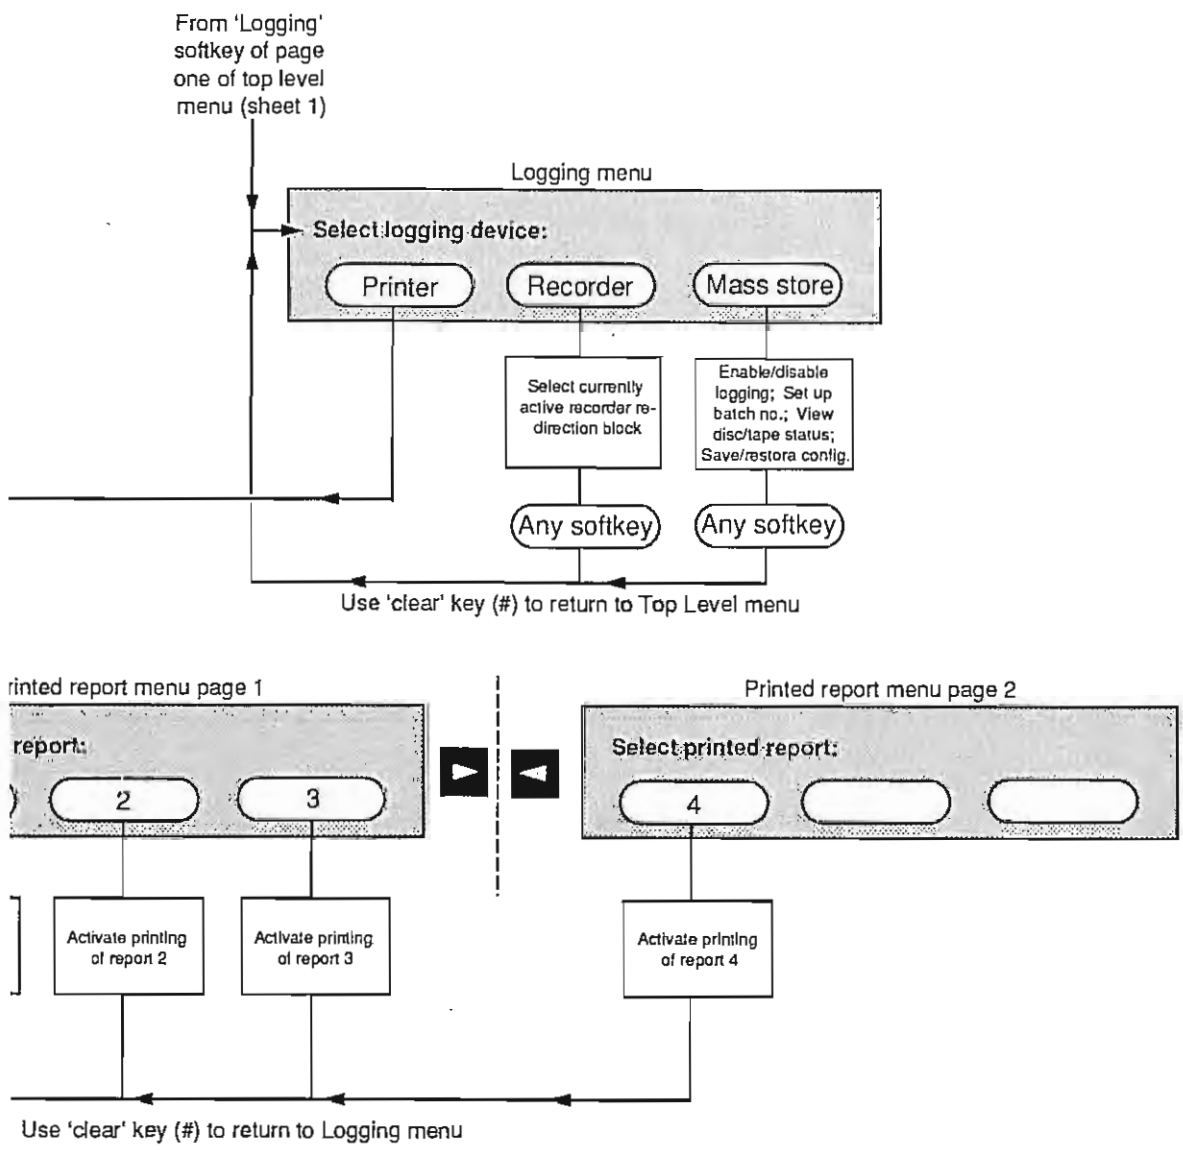 From 'Logging'
softkey of page
one of top level
menu (sheet 1)
Logging menu
Select logging device:
Printer
Recorder
Mass store
Select currently
active recorder re-
direction block
Enable/disable
logging; Set up
batch no.; View
disc/tape status;
Save/restora config.
Any softkey
Any softkey
Use 'clear' key (#) to return to Top Level menu
rinted report menu page 1
Printed report menu page 2
report:
Select printed report:
2
3
4
Activate printing
of report 2
Activate printing
of report 3
Activate printing
of report 4
Use 'clear' key (#) to return to Logging menu